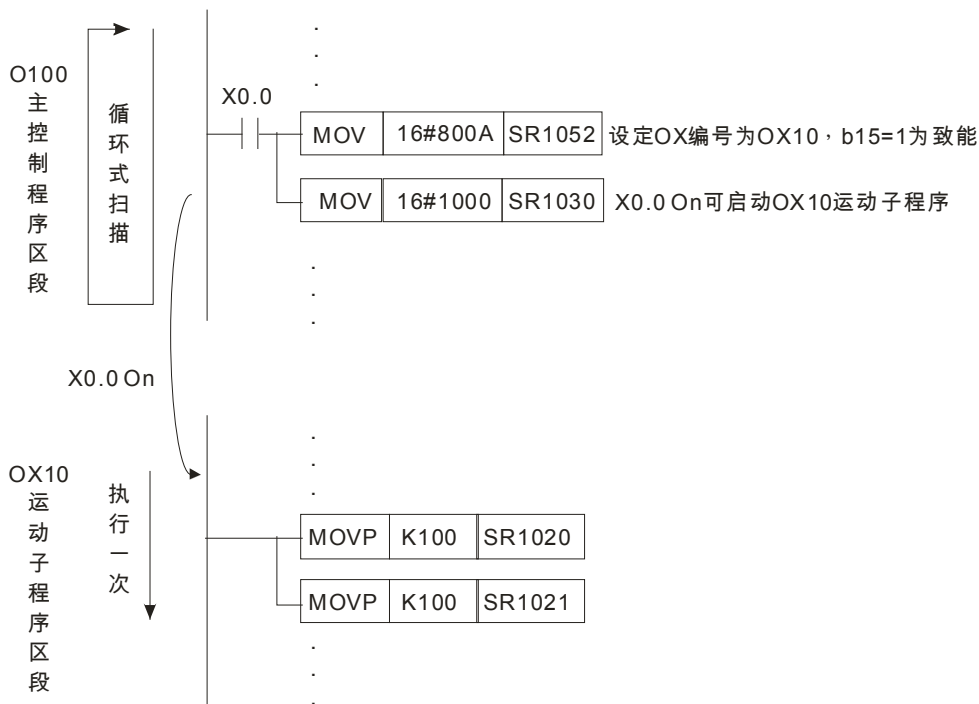 O100
主控制程序区段
循环式扫描
X0.0
MOV 16#800A SR1052 设定OX编号为OX10，b15=1为致能
MOV 16#1000 SR1030 X0.0 On可启动OX10运动子程序
X0.0 On
OX10
运动子程序区段
执行一次
MOVP K100 SR1020
MOVP K100 SR1021